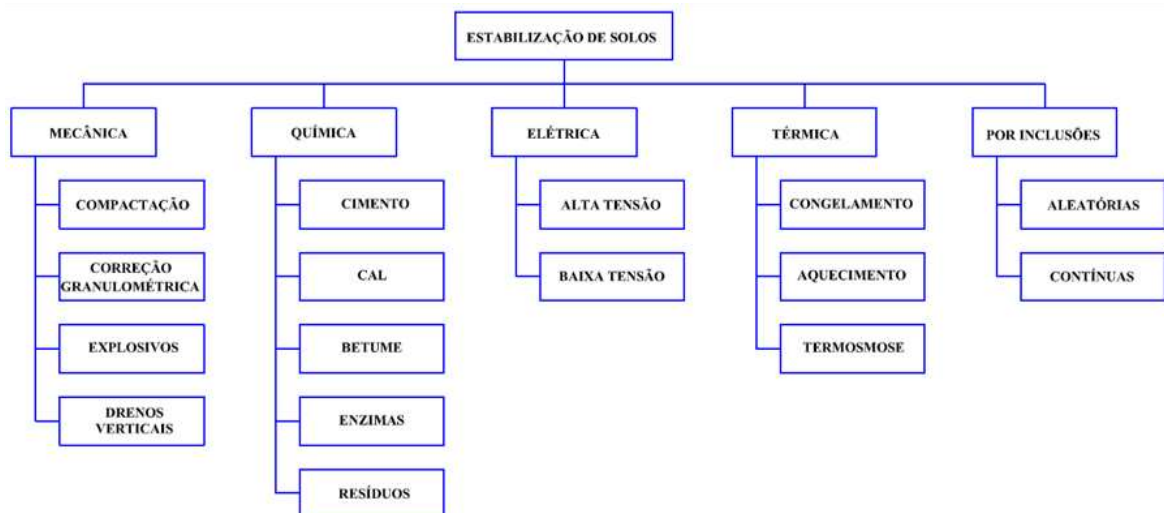 ESTABILIZAÇÃO DE SOLOS
MECÂNICA
COMPACTAÇÃO
CORREÇÃO
GRANULOMÉTRICA
EXPLOSIVOS
DRENOS
VERTICAIS
QUÍMICA
CIMENTO
CAL
BETUME
ENZIMAS
RESÍDUOS
ELÉTRICA
ALTA TENSÃO
BAIXA TENSÃO
TÉRMICA
CONGELAMENTO
AQUECIMENTO
TERMOSMOSE
POR INCLUSÕES
ALEATÓRIAS
CONTÍNUAS